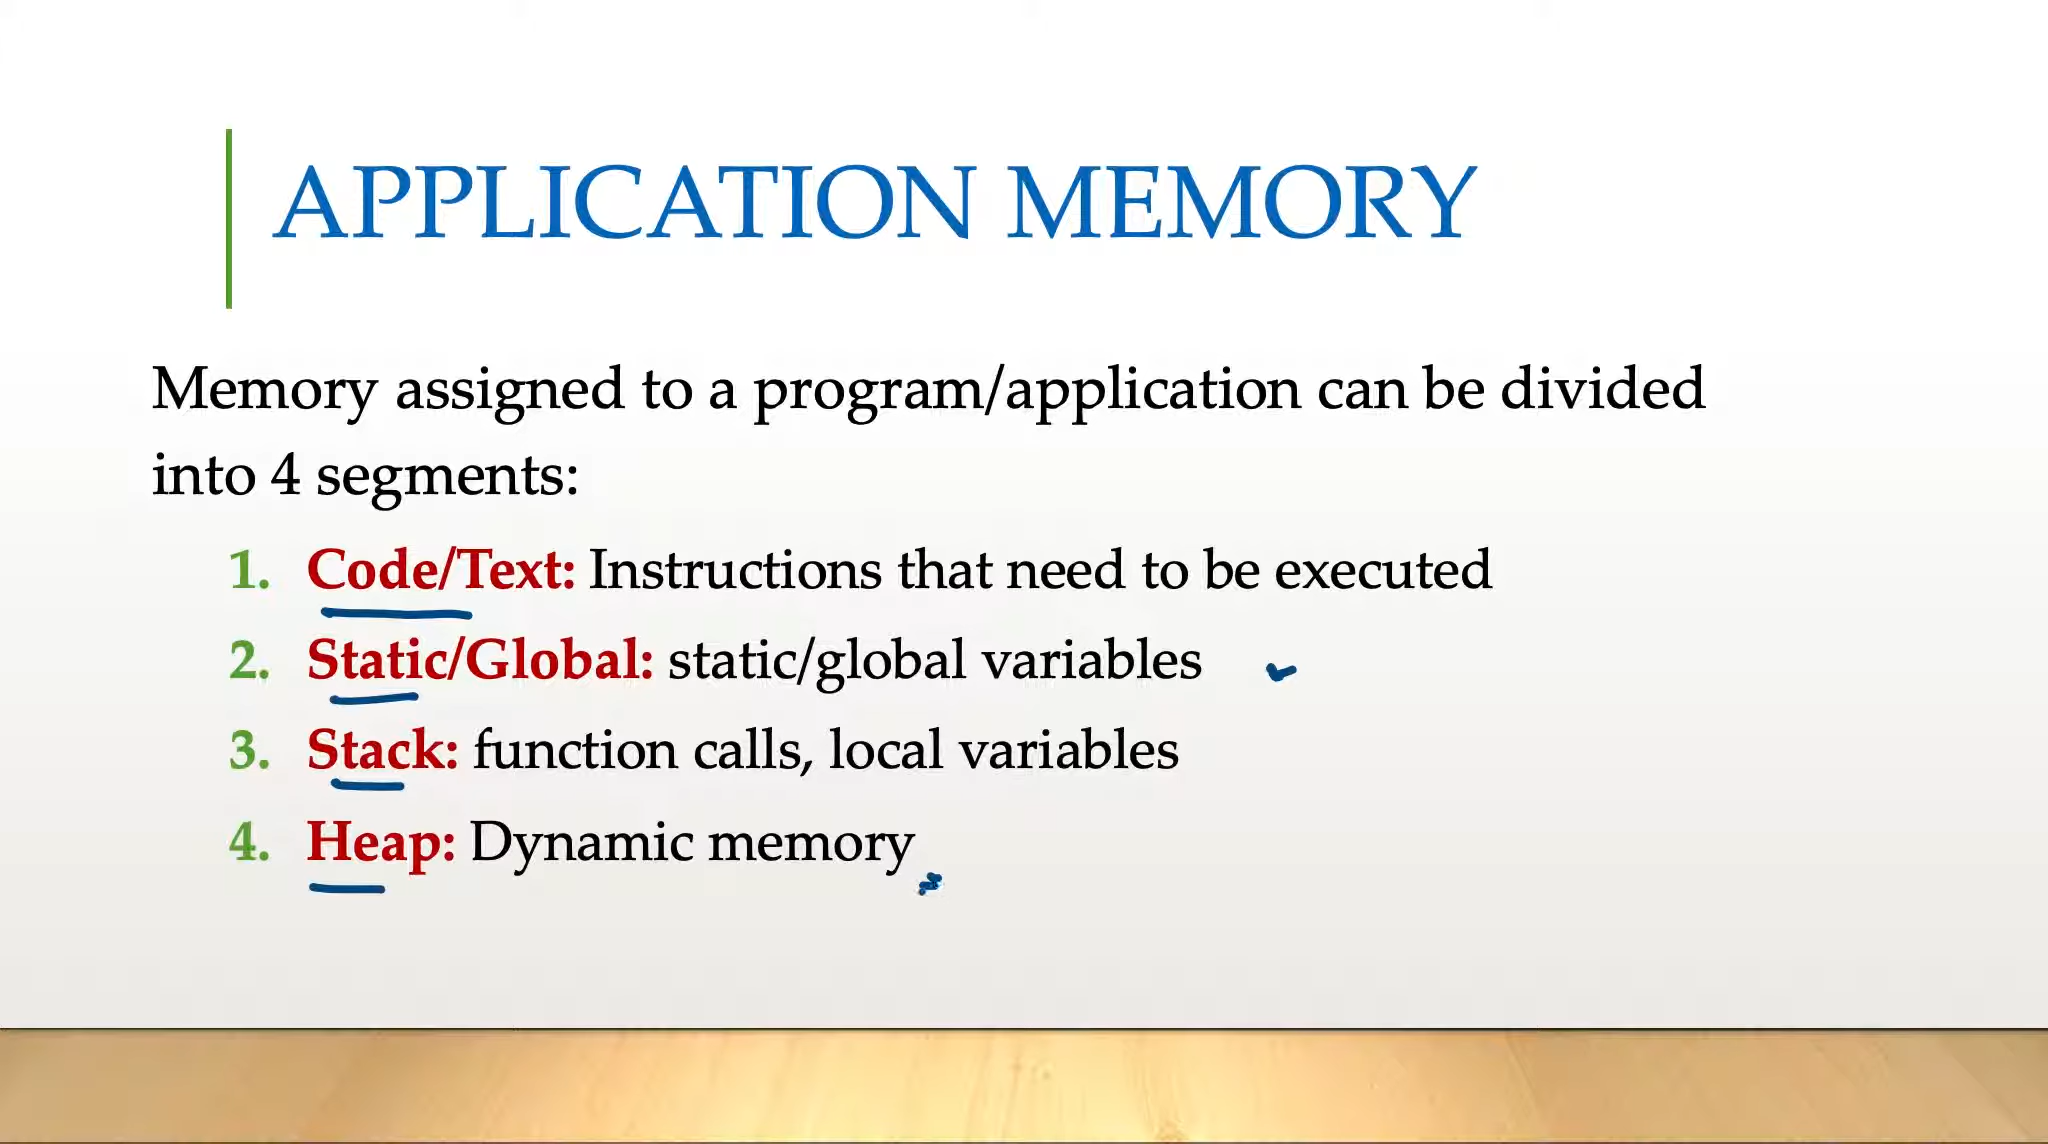 APPLICATION MEMORY
Memory assigned to a program/application can be divided
into 4 segments:
1. Code/Text: Instructions that need to be executed
2. Static/Global: static/global variables
3. Stack: function calls, local variables
4. Heap: Dynamic memory